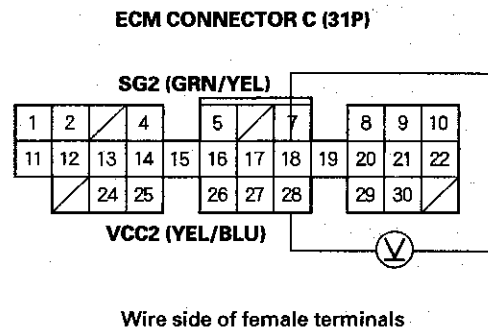 ECM CONNECTOR C (31P)
SG2 (GRN/YEL)
1 2 4 5 7 8 9 10
11 12 13 14 15 16 17 18 19 20 21 22
24 25 26 27 28 29 30
VCC2 (YEL/BLU)
V
Wire side of female terminals